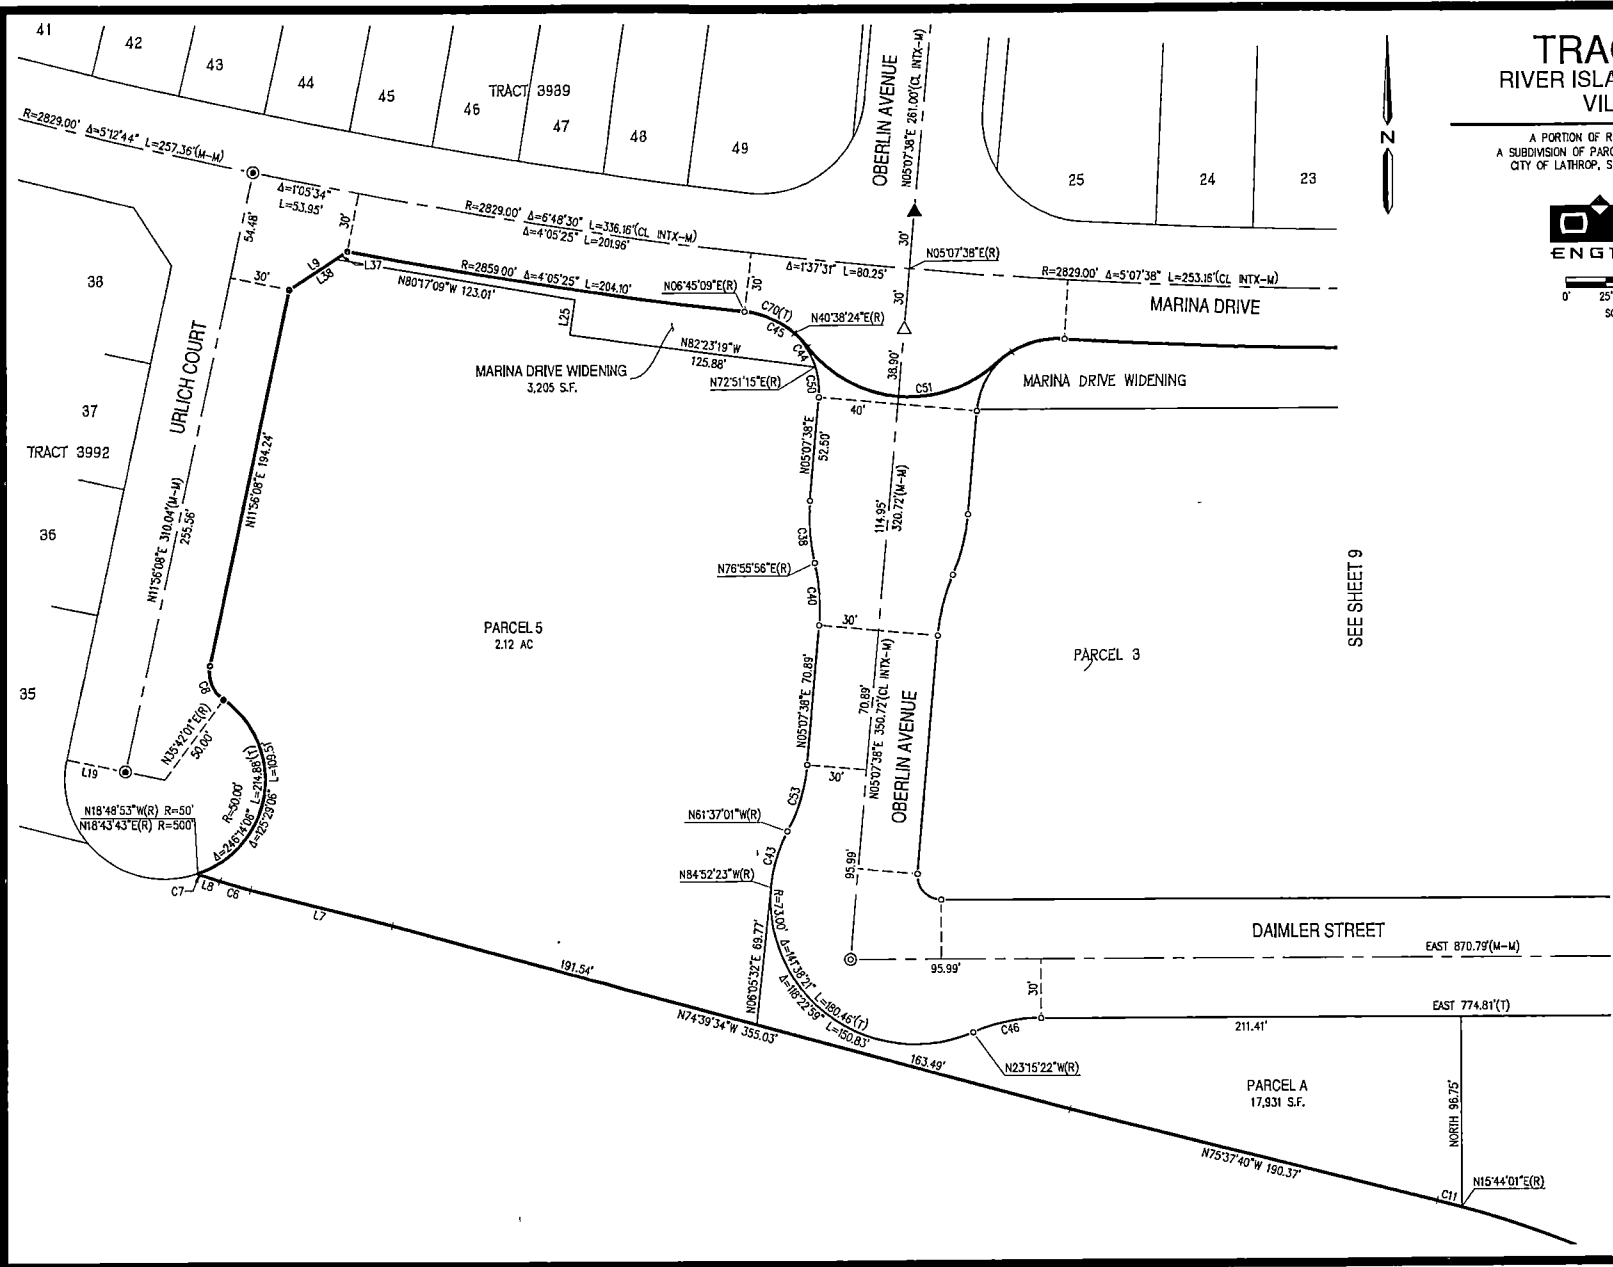 41
42
43
44
45
46
TRACT 3989
47
48
49
OBERLIN AVENUE
N05°07'38"E 261.00'(CL INTX-M)
25
24
23
N
A PORTION OF R
A SUBDIVISION OF PARC
CITY OF LATHROP, S
TRAC
RIVER ISLA
VIL
0' 25'
R=2829.00' Δ=5°12'44" L=257.36'(M-M)
Δ=1°05'34"
L=53.95'
54.48'
30'
30'
R=2829.00' Δ=6°48'30" L=336.16'(CL INTX-M)
Δ=4°05'25" L=201.96'
Δ=1°37'31" L=80.25'
30'
30'
30'
N05°07'38"E(R)
R=2829.00' Δ=5°07'38" L=253.16'(CL INTX-M)
MARINA DRIVE
L9
L38
L37
R=2859.00' Δ=4°05'25" L=204.10'
N80°17'09"W 123.01'
L25
N06°45'09"E(R)
C70(T)
C45
N40°38'24"E(R)
C44
N82°23'19"W
125.88'
N72°51'15"E(R)
C50
MARINA DRIVE WIDENING
3,205 S.F.
38.90'
C51
40'
MARINA DRIVE WIDENING
38
37
TRACT 3992
36
35
URLICH COURT
N11°56'08"E 310.04'(M-M)
255.56'
N11°56'08"E 194.24'
N05°07'38"E
52.50'
C38
N76°55'56"E(R)
C40
30'
114.95'
320.72'(M-M)
PARCEL 5
2.12 AC
PARCEL 3
SEE SHEET 9
N05°07'38"E 70.89'
70.89'
N05°07'38"E 350.72'(CL INTX-M)
OBERLIN AVENUE
30'
C8
N35°42'01"E(R)
50.00'
L19
N18°48'53"W(R) R=50'
N18°43'43"E(R) R=500'
R=50.00'
Δ=246°14'06" L=214.88'(T)
Δ=125°29'06" L=109.51'
C7
L8
C6
L7
C53
N61°37'01"W(R)
C43
N84°52'23"W(R)
95.99'
95.99'
DAIMLER STREET
EAST 870.79'(M-M)
30'
EAST 774.81'(T)
211.41'
191.54'
N06°05'32"E 69.77'
R=73.00' Δ=141°38'21" L=180.46'(T)
Δ=118°22'59" L=150.83'
C46
N23°15'22"W(R)
N74°39'34"W 355.03'
163.49'
PARCEL A
17,931 S.F.
NORTH 96.75'
N75°37'40"W 190.37'
C11
N15°44'01"E(R)